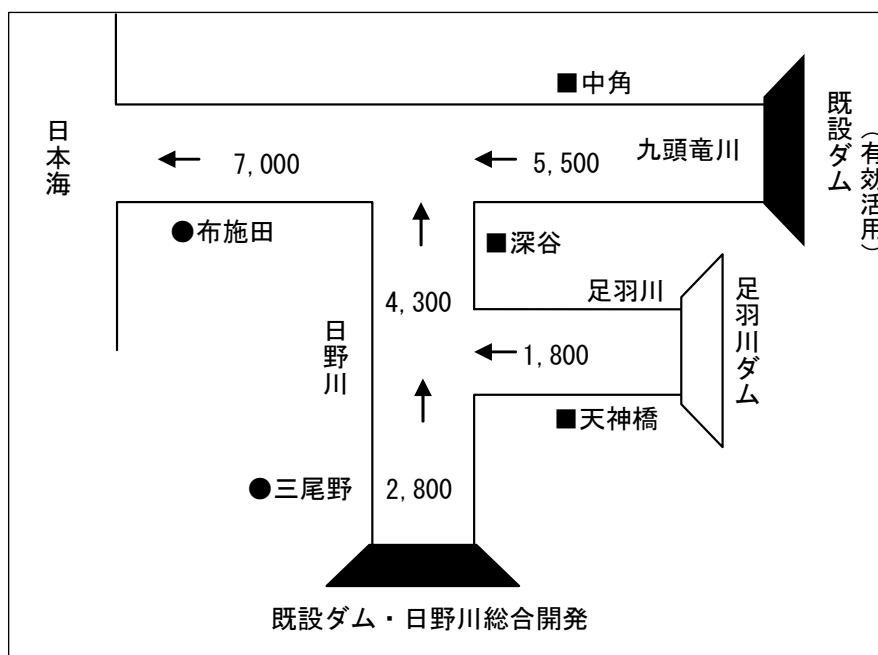 ■中角
日本海
7,000
5,500
九頭竜川
既設ダム
（有効活用）
●布施田
■深谷
4,300
足羽川
日野川
1,800
足羽川ダム
■天神橋
●三尾野
2,800
既設ダム・日野川総合開発